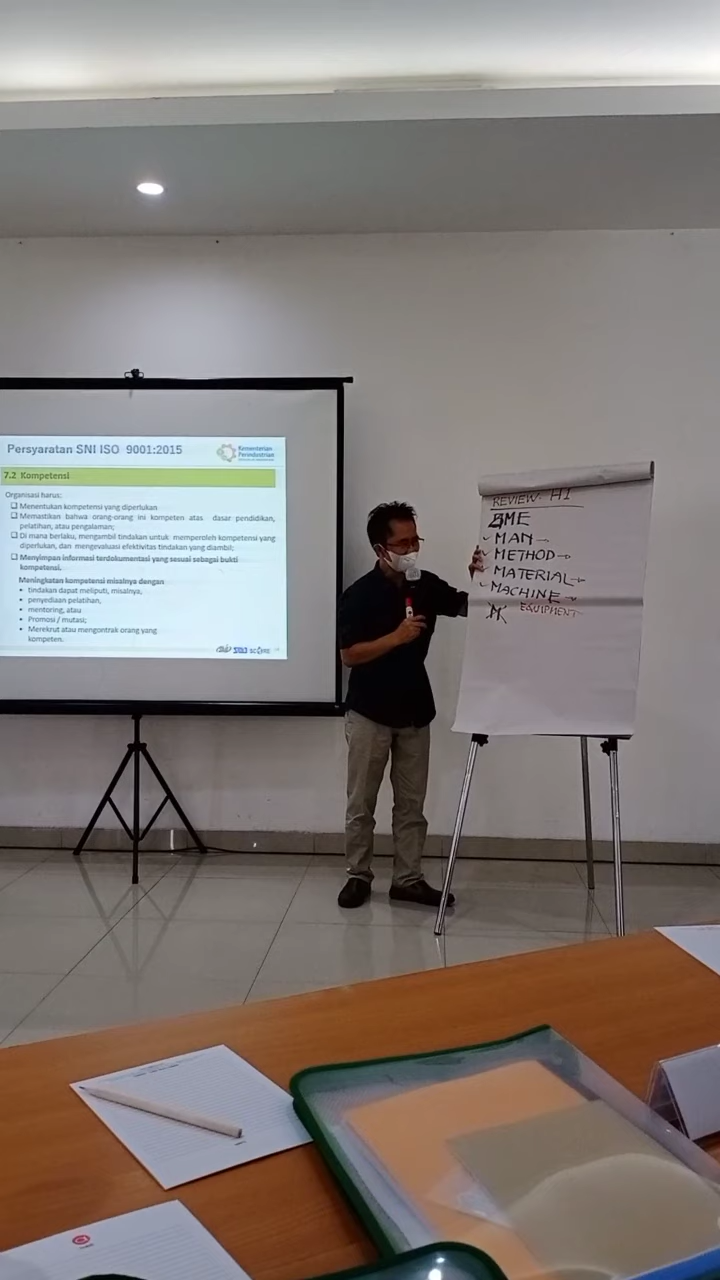 Persyaratan SNI ISO 9001:2015
Kementerian
Perindustrian
7.2 Kompetensi
Organisasi harus:
Menentukan kompetensi yang diperlukan
Memastikan bahwa orang-orang ini kompeten atas dasar pendidikan,
pelatihan, atau pengalaman;
Di mana berlaku, mengambil tindakan untuk memperoleh kompetensi yang
diperlukan, dan mengevaluasi efektivitas tindakan yang diambil;
Menyimpan informasi terdokumentasi yang sesuai sebagai bukti
kompetensi.
Meningkatan kompetensi misalnya dengan
tindakan dapat meliputi, misalnya,
penyediaan pelatihan,
mentoring, atau
Promosi / mutasi;
Merekrut atau mengontrak orang yang
kompeten.
REVIEW. H1
ME
MAN
METHOD
MATERIAL
MACHINE
EQUIPMENT